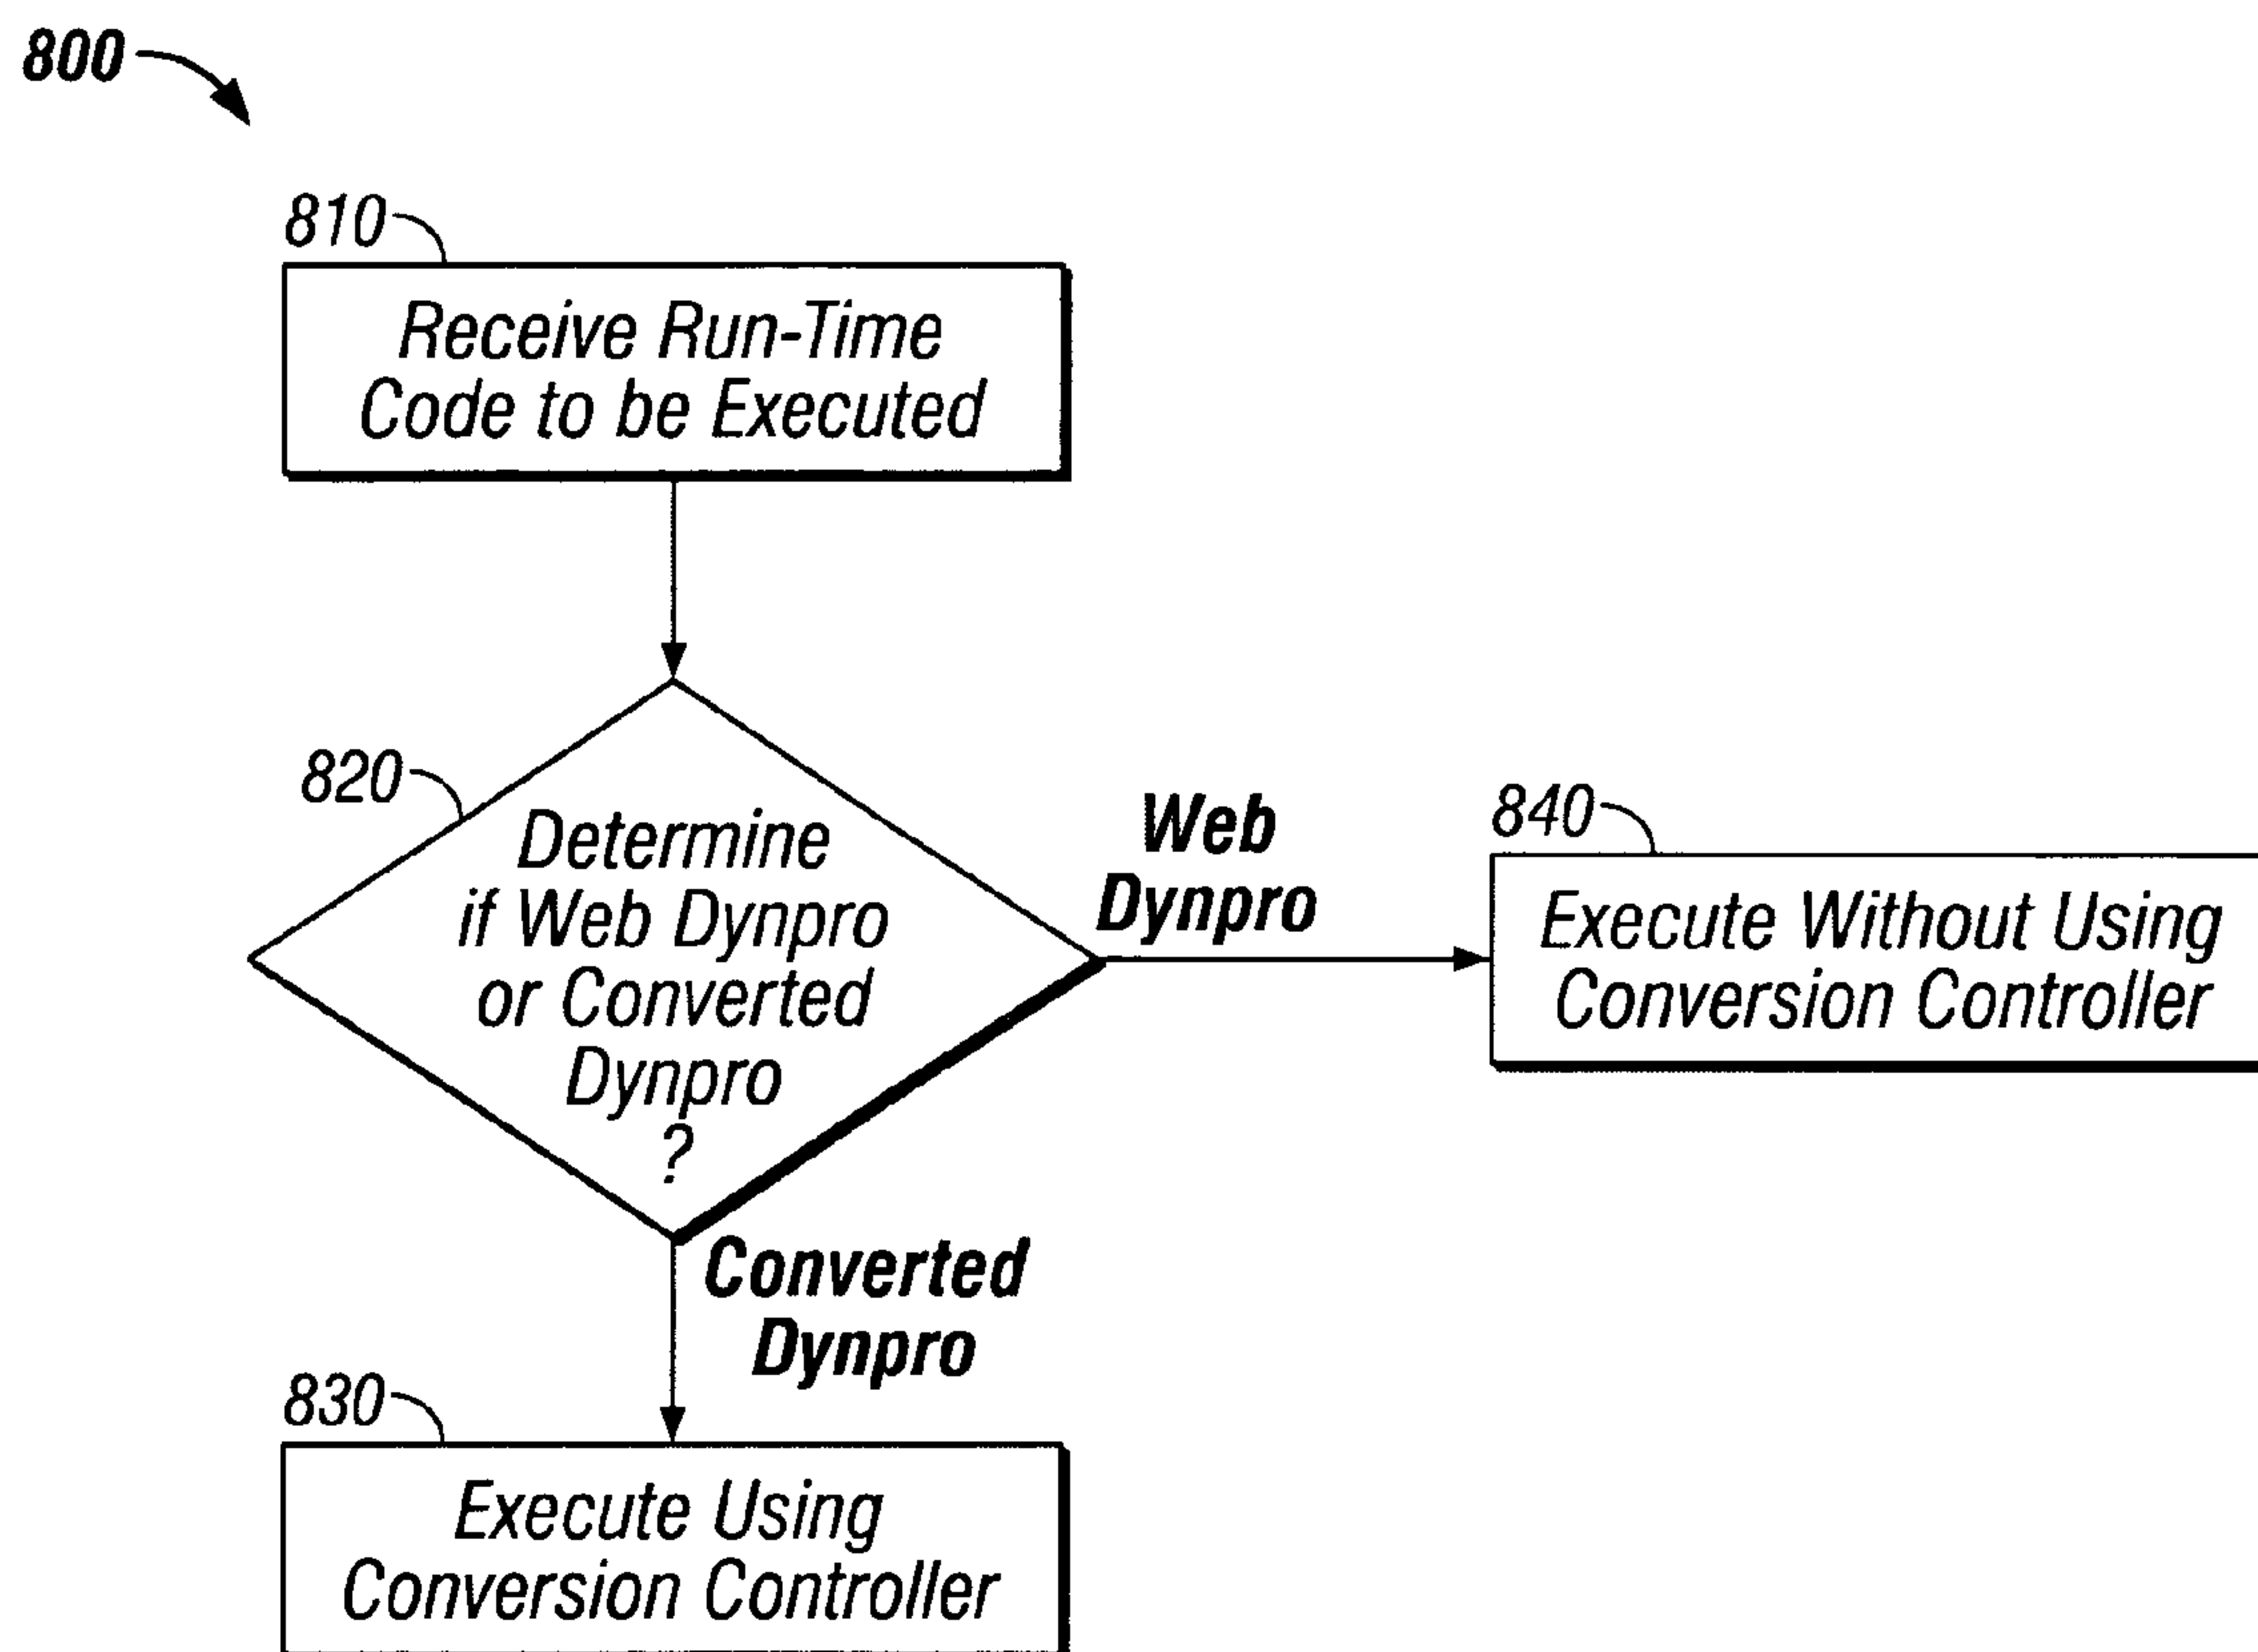 800
810
Receive Run-Time
Code to be Executed
820
Determine
if Web Dynpro
or Converted
Dynpro
?
Web
Dynpro
840
Execute Without Using
Conversion Controller
Converted
Dynpro
830
Execute Using
Conversion Controller